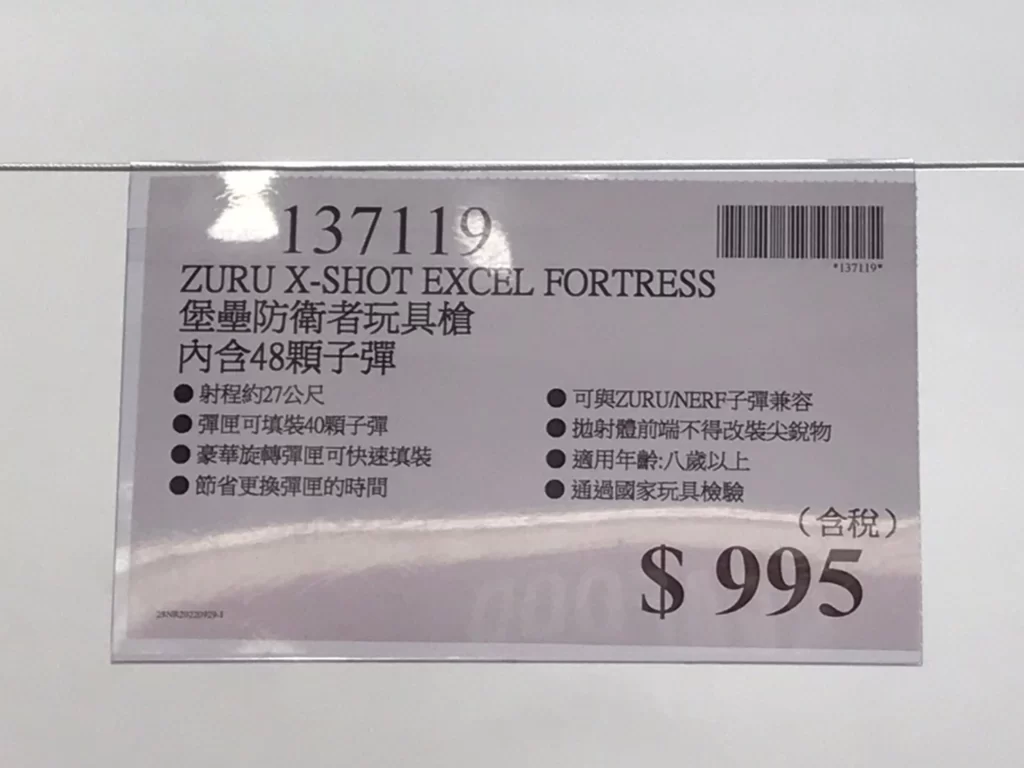 137119
*137119*
ZURU X-SHOT EXCEL FORTRESS
堡壘防衛者玩具槍
內含48顆子彈
● 射程約27公尺
● 彈匣可填裝40顆子彈
● 豪華旋轉彈匣可快速填裝
● 節省更換彈匣的時間
● 可與ZURU/NERF子彈兼容
● 拋射體前端不得改裝尖銳物
● 適用年齡:八歲以上
● 通過國家玩具檢驗
（含稅）
$ 995